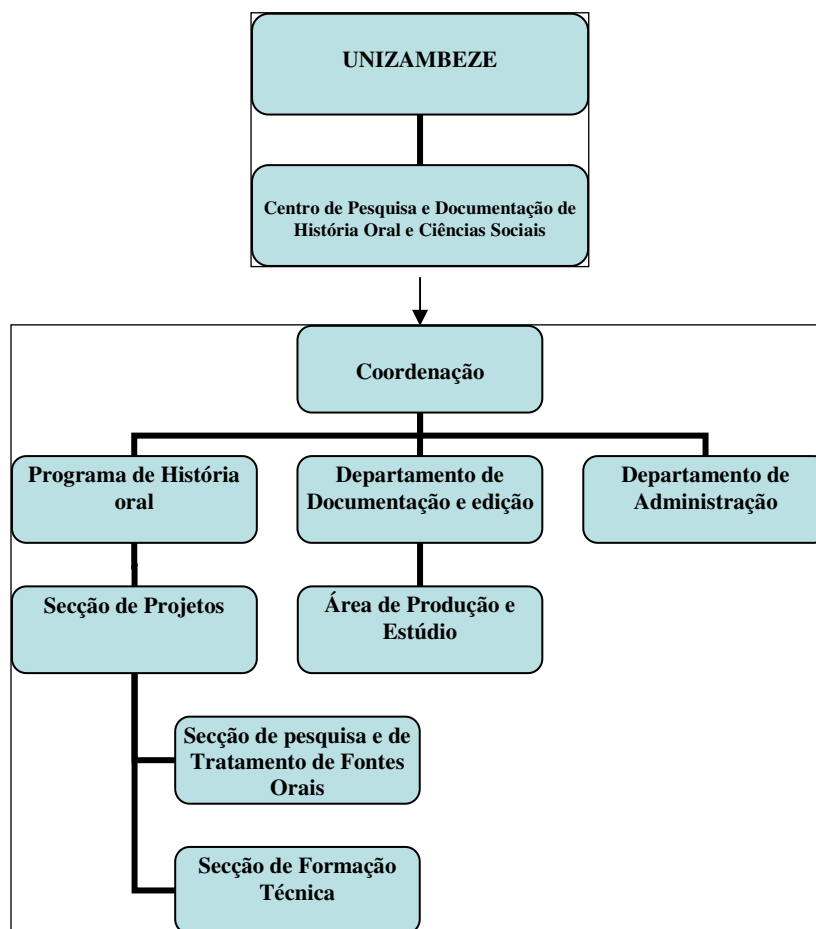 UNIZAMBEZE
Centro de Pesquisa e Documentação de
História Oral e Ciências Sociais
Coordenação
Programa de História
oral
Departamento de
Documentação e edição
Departamento de
Administração
Secção de Projetos
Área de Produção e
Estúdio
Secção de pesquisa e de
Tratamento de Fontes
Orais
Secção de Formação
Técnica